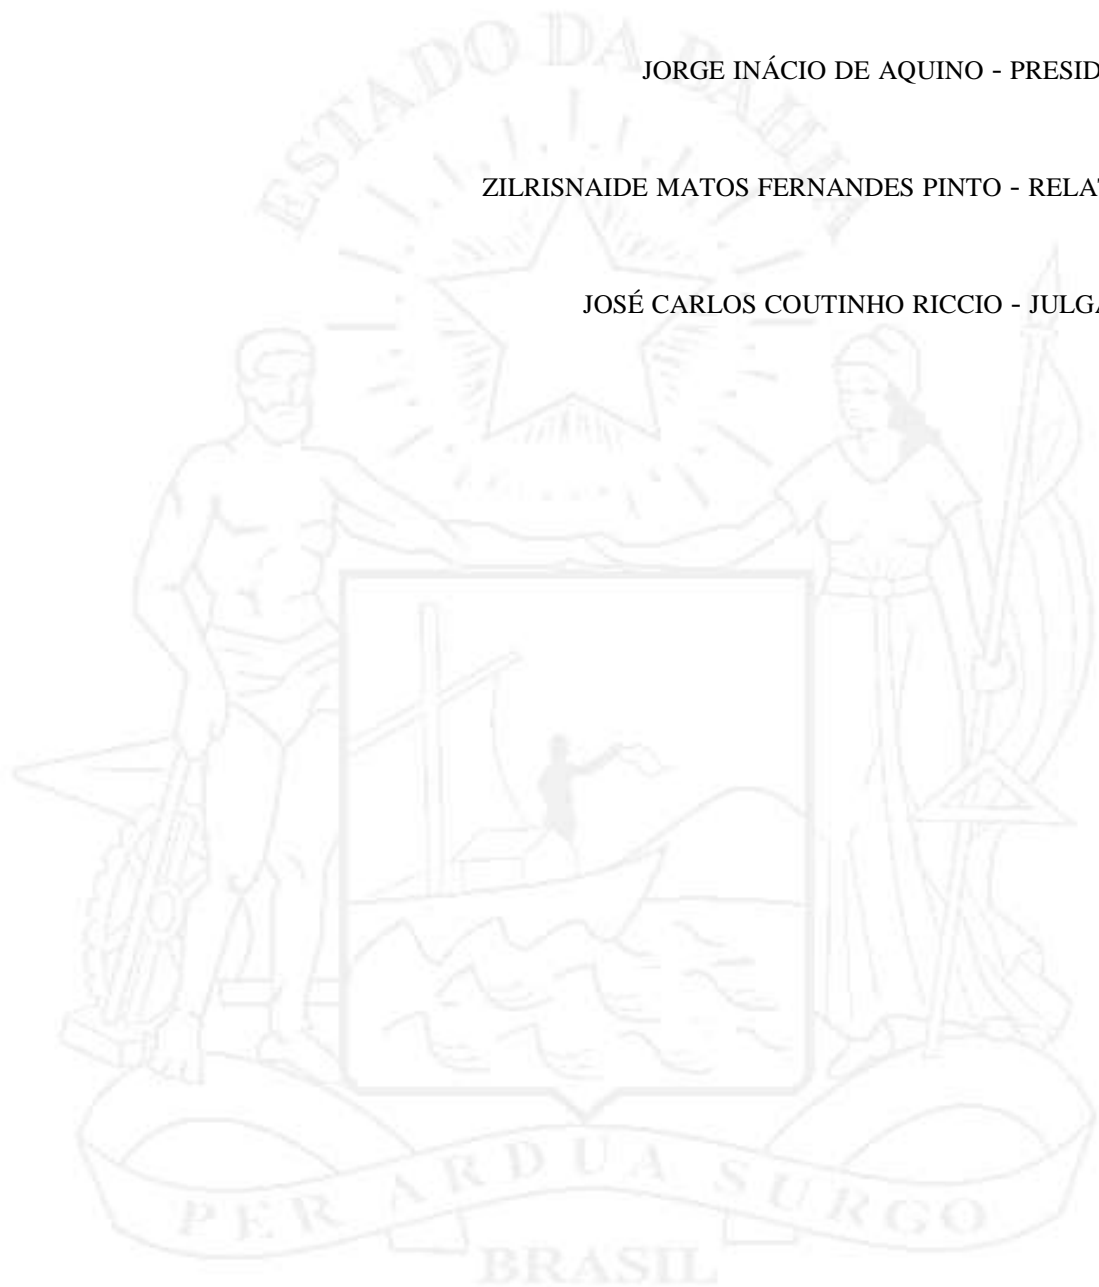 ESTADO DA BAHIA
JORGE INÁCIO DE AQUINO - PRESID
ZILRISNAIDE MATOS FERNANDES PINTO - RELAT
JOSÉ CARLOS COUTINHO RICCIO - JULGA
PER ARDUA SURGO
BRASIL